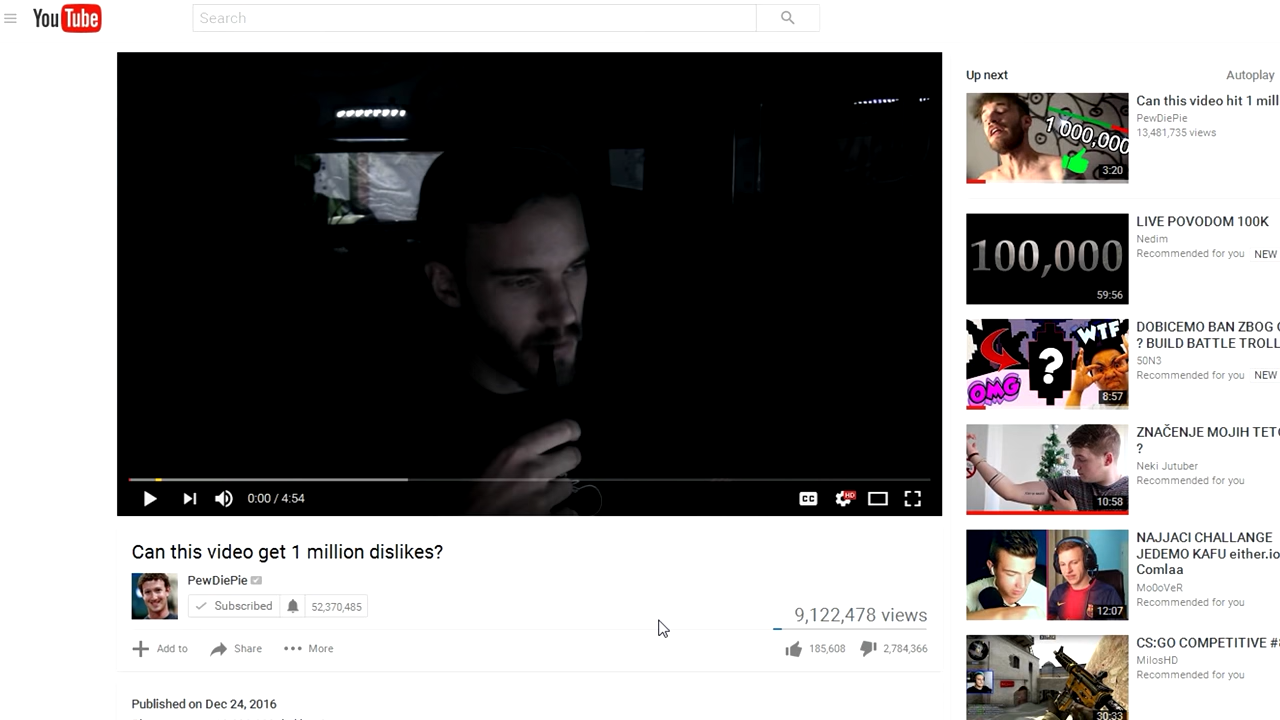 YouTube
Search
Up next
Autoplay
1 000,000
3:20
Can this video hit 1 mill
PewDiePie
13,481,735 views
100,000
59:56
LIVE POVODOM 100K
Nedim
Recommended for you NEW
WTF
?
OMG
8:57
DOBICEMO BAN ZBOG
? BUILD BATTLE TROLL
50N3
Recommended for you NEW
10:58
ZNAČENJE MOJIH TET
?
Neki Jutuber
Recommended for you
12:07
NAJJACI CHALLANGE
JEDEMO KAFU either.io
Comlaa
Mo0oVeR
Recommended for you
30:33
CS:GO COMPETITIVE
MilosHD
Recommended for you
0:00 / 4:54
CC
HD
Can this video get 1 million dislikes?
PewDiePie
Subscribed 52,370,485
9,122,478 views
Add to Share More
185,608 2,784,366
Published on Dec 24, 2016